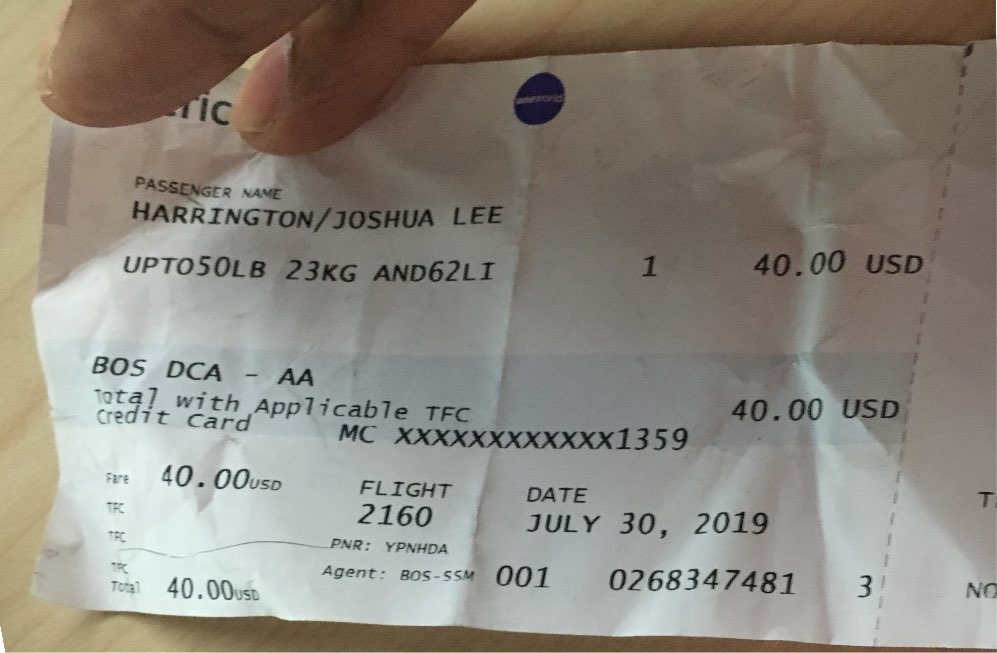 oneworld
PASSENGER NAME
HARRINGTON/JOSHUA LEE
UPTO50LB 23KG AND62LI 1 40.00 USD
BOS DCA - AA
Total with Applicable TFC 40.00 USD
Credit Card MC XXXXXXXXXXXX1359
Fare 40.00USD FLIGHT DATE
TFC 2160 JULY 30, 2019
TFC PNR: YPNHDA
TFC Agent: BOS-SSM 001 0268347481 3
Total 40.00USD